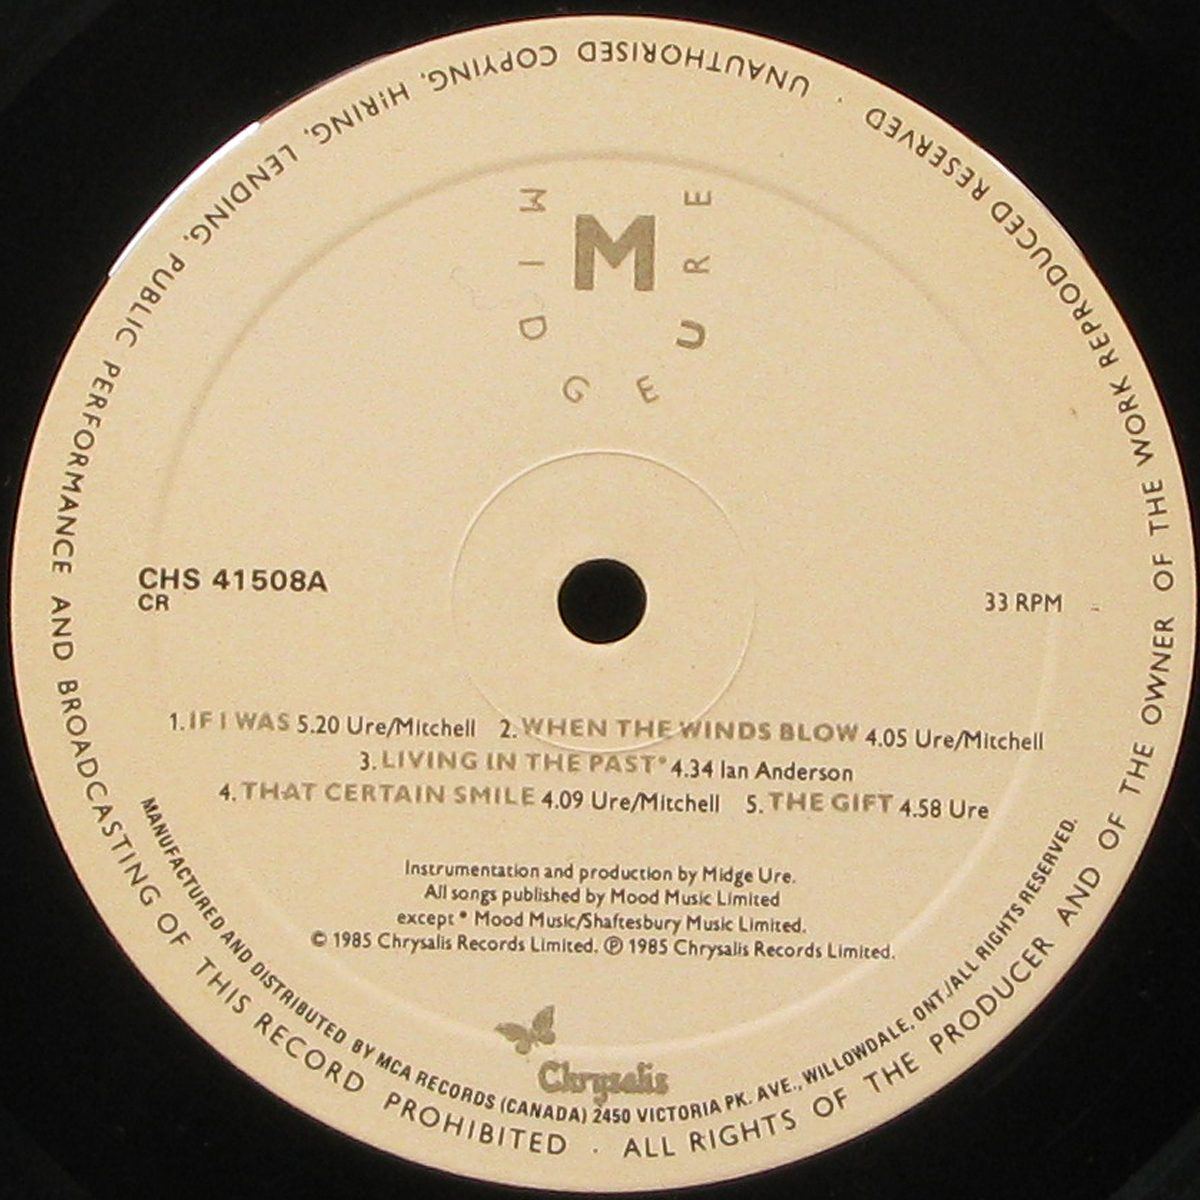 UNAUTHORISED COPYING, HIRING, LENDING, PUBLIC PERFORMANCE AND BROADCASTING OF THIS RECORD PROHIBITED · ALL RIGHTS OF THE PRODUCER AND OF THE OWNER OF THE WORK REPRODUCED RESERVED ·
MIDGE URE
M
CHS 41508A
CR
33 RPM
1. IF I WAS 5.20 Ure/Mitchell 2. WHEN THE WINDS BLOW 4.05 Ure/Mitchell
3. LIVING IN THE PAST* 4.34 Ian Anderson
4. THAT CERTAIN SMILE 4.09 Ure/Mitchell 5. THE GIFT 4.58 Ure
Instrumentation and production by Midge Ure.
All songs published by Mood Music Limited
except * Mood Music/Shaftesbury Music Limited.
© 1985 Chrysalis Records Limited. ℗ 1985 Chrysalis Records Limited.
Chrysalis
MANUFACTURED AND DISTRIBUTED BY MCA RECORDS (CANADA) 2450 VICTORIA PK. AVE., WILLOWDALE, ONT./ALL RIGHTS RESERVED.